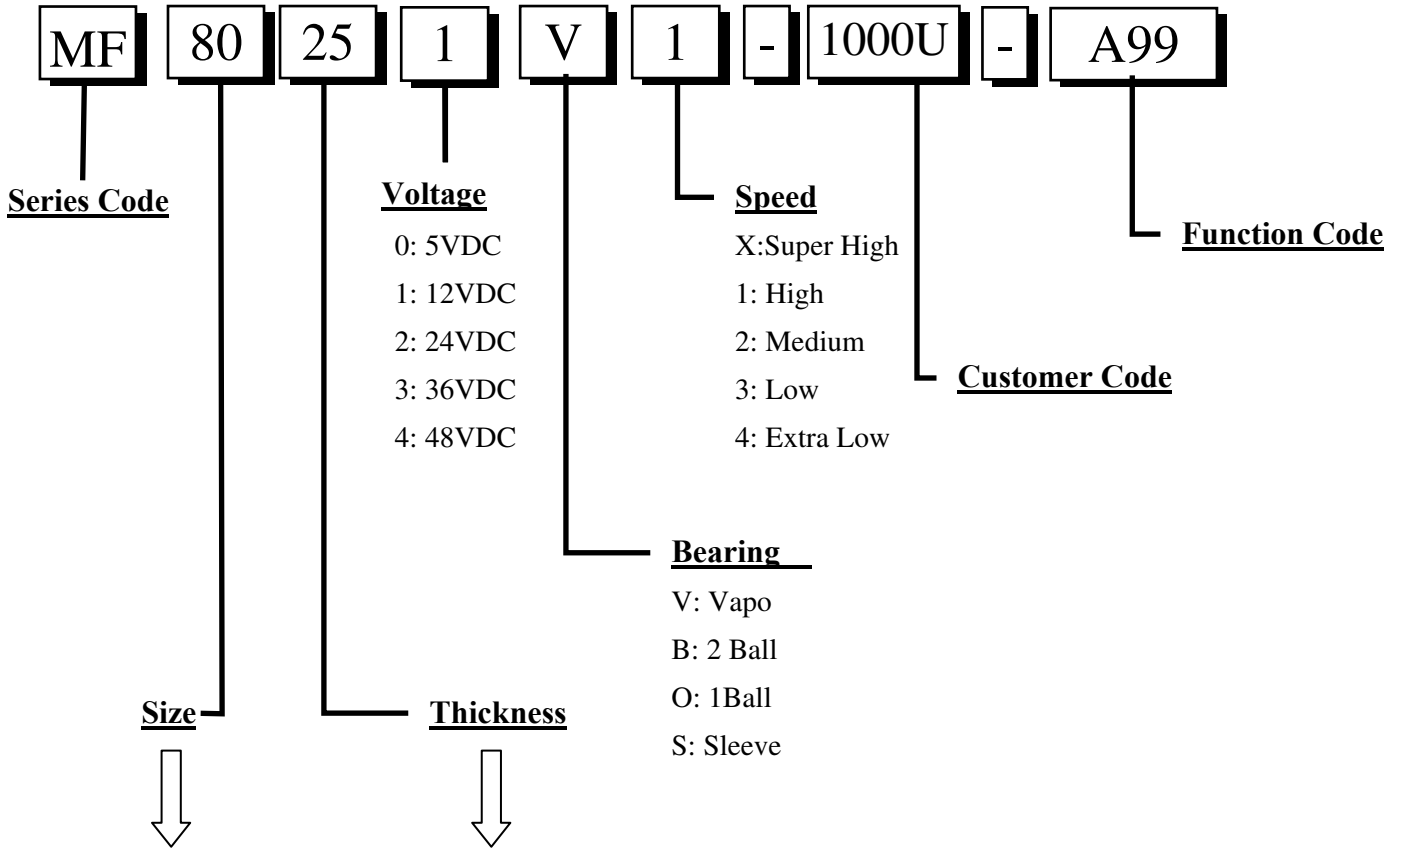 MF 80 25 1 V 1 - 1000U - A99
Series Code
Voltage
0: 5VDC
1: 12VDC
2: 24VDC
3: 36VDC
4: 48VDC
Speed
X:Super High
1: High
2: Medium
3: Low
4: Extra Low
Function Code
Customer Code
Bearing
V: Vapo
B: 2 Ball
O: 1Ball
S: Sleeve
Size
Thickness